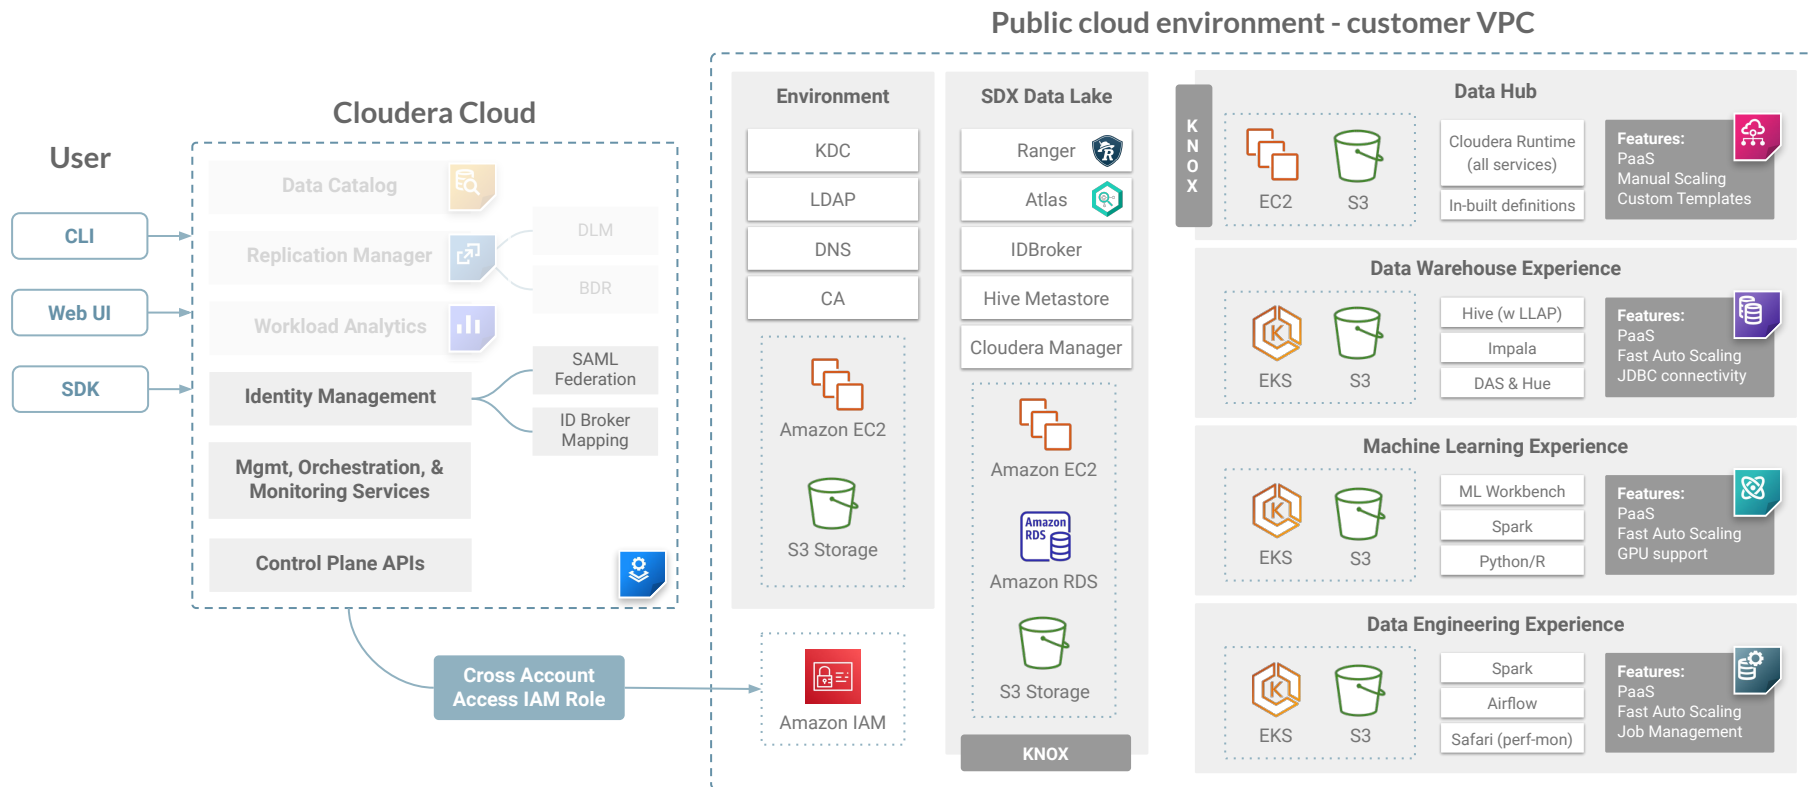 Public cloud environment - customer VPC
Cloudera Cloud
User
CLI
Web UI
SDK
Data Catalog
Replication Manager
DLM
BDR
Workload Analytics
Identity Management
SAML
Federation
ID Broker
Mapping
Mgmt, Orchestration, &
Monitoring Services
Control Plane APIs
Cross Account
Access IAM Role
Environment
KDC
LDAP
DNS
CA
Amazon EC2
S3 Storage
Amazon IAM
SDX Data Lake
Ranger
R
Atlas
IDBroker
Hive Metastore
Cloudera Manager
Amazon EC2
Amazon
RDS
Amazon RDS
S3 Storage
KNOX
KNOX
Data Hub
EC2
S3
Cloudera Runtime
(all services)
In-built definitions
Features:
PaaS
Manual Scaling
Custom Templates
Data Warehouse Experience
K
EKS
S3
Hive (w LLAP)
Impala
DAS & Hue
Features:
PaaS
Fast Auto Scaling
JDBC connectivity
Machine Learning Experience
K
EKS
S3
ML Workbench
Spark
Python/R
Features:
PaaS
Fast Auto Scaling
GPU support
Data Engineering Experience
K
EKS
S3
Spark
Airflow
Safari (perf-mon)
Features:
PaaS
Fast Auto Scaling
Job Management